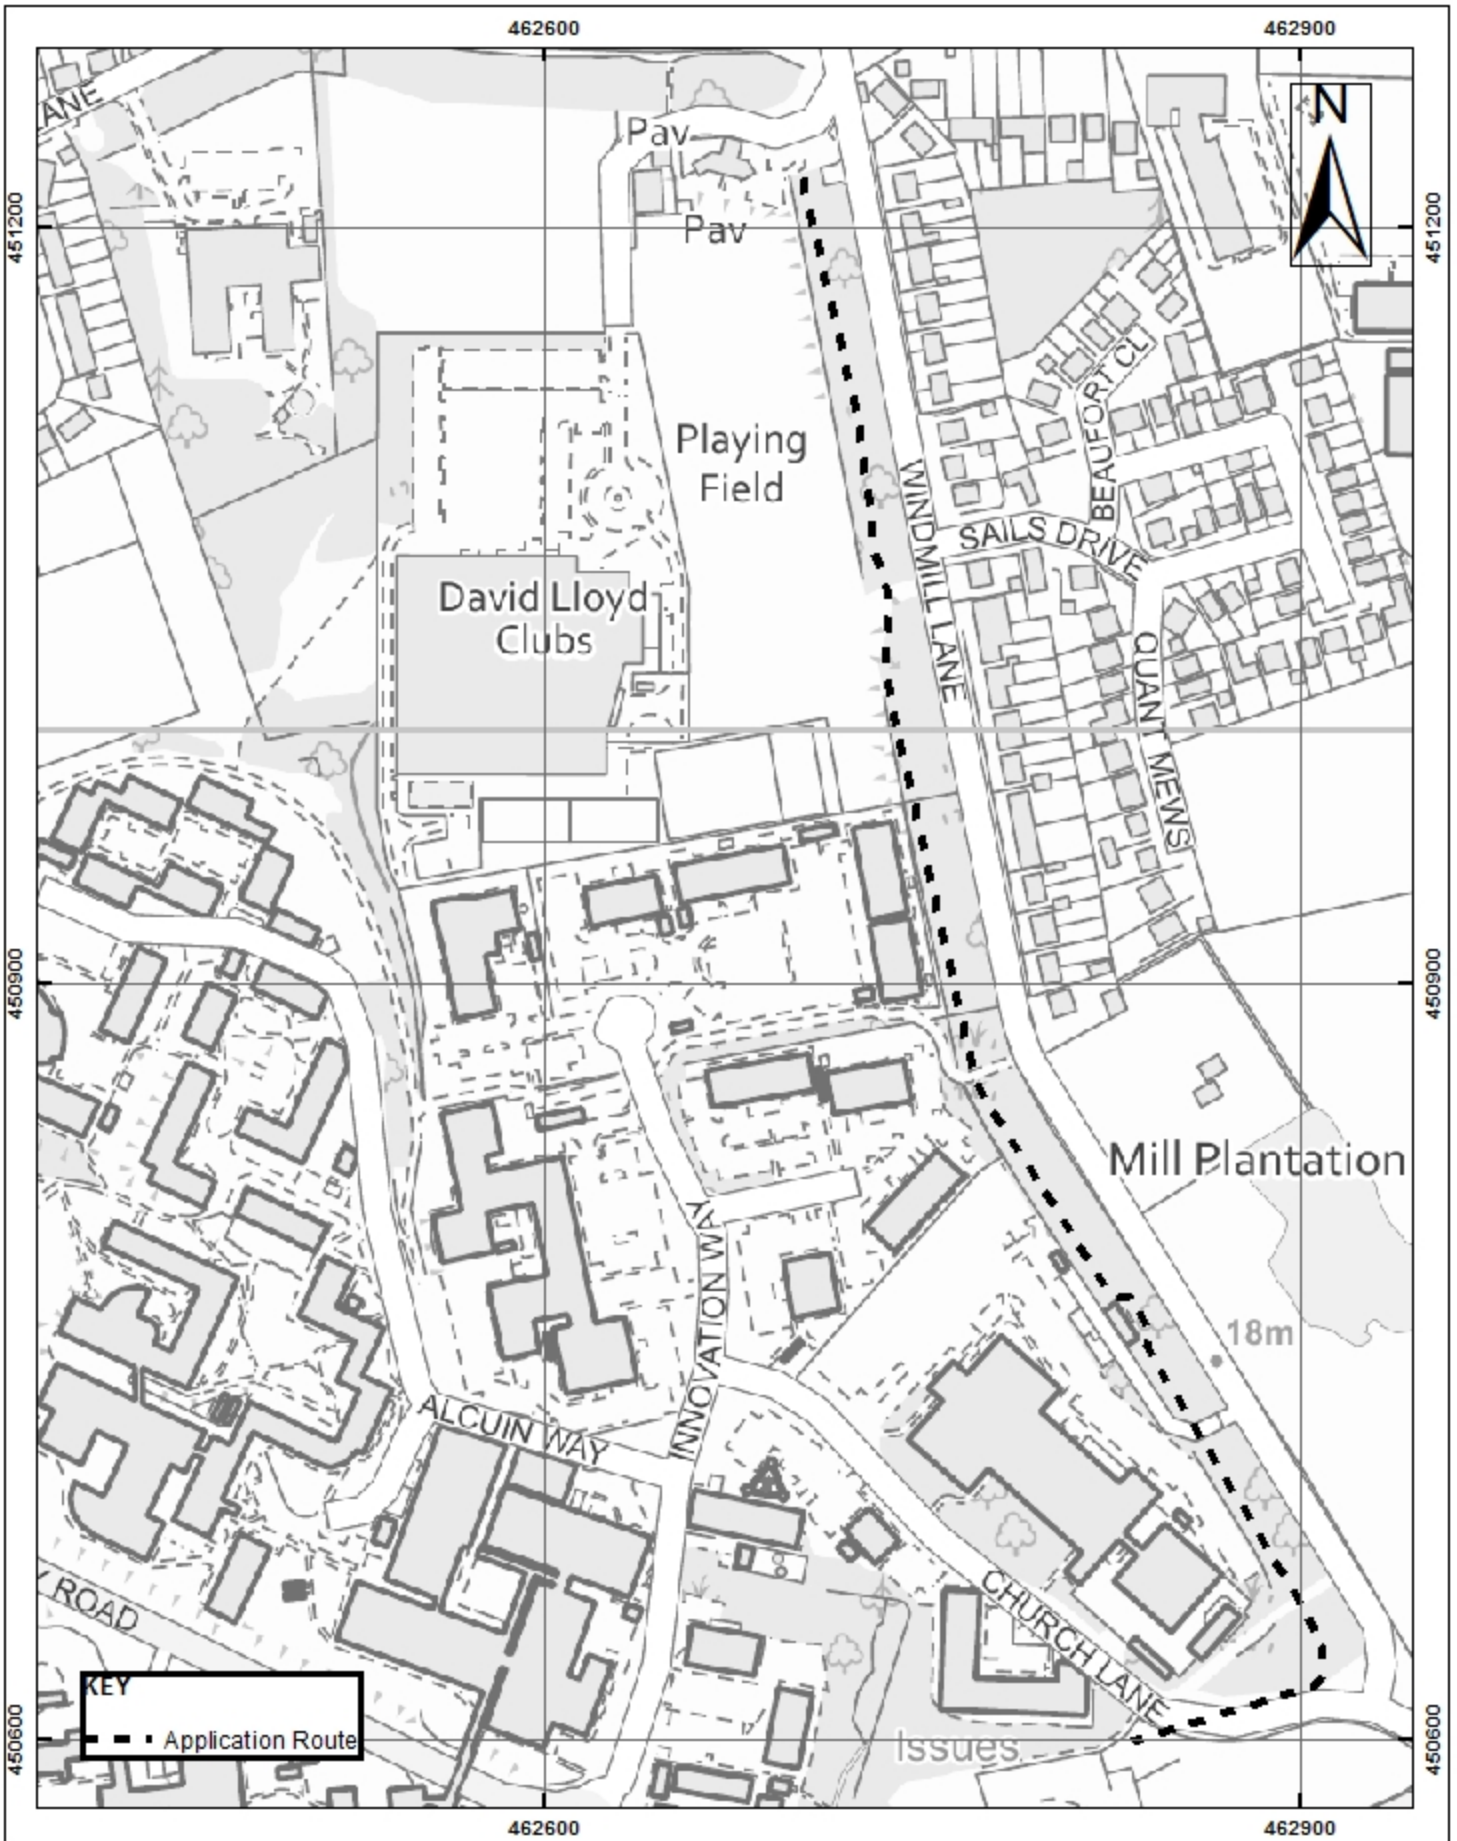 462600
462900
ANE
N
Pav
451200
451200
Pav
BEAUFORT CL
Playing
Field
WINDMILL LANE
SAILS DRIVE
David Lloyd
Clubs
QUANT MEWS
450900
450900
Mill Plantation
INNOVATION WAY
18m
ALCUIN WAY
ROAD
CHURCH LANE
KEY
Application Route
Issues
450600
450600
462600
462900